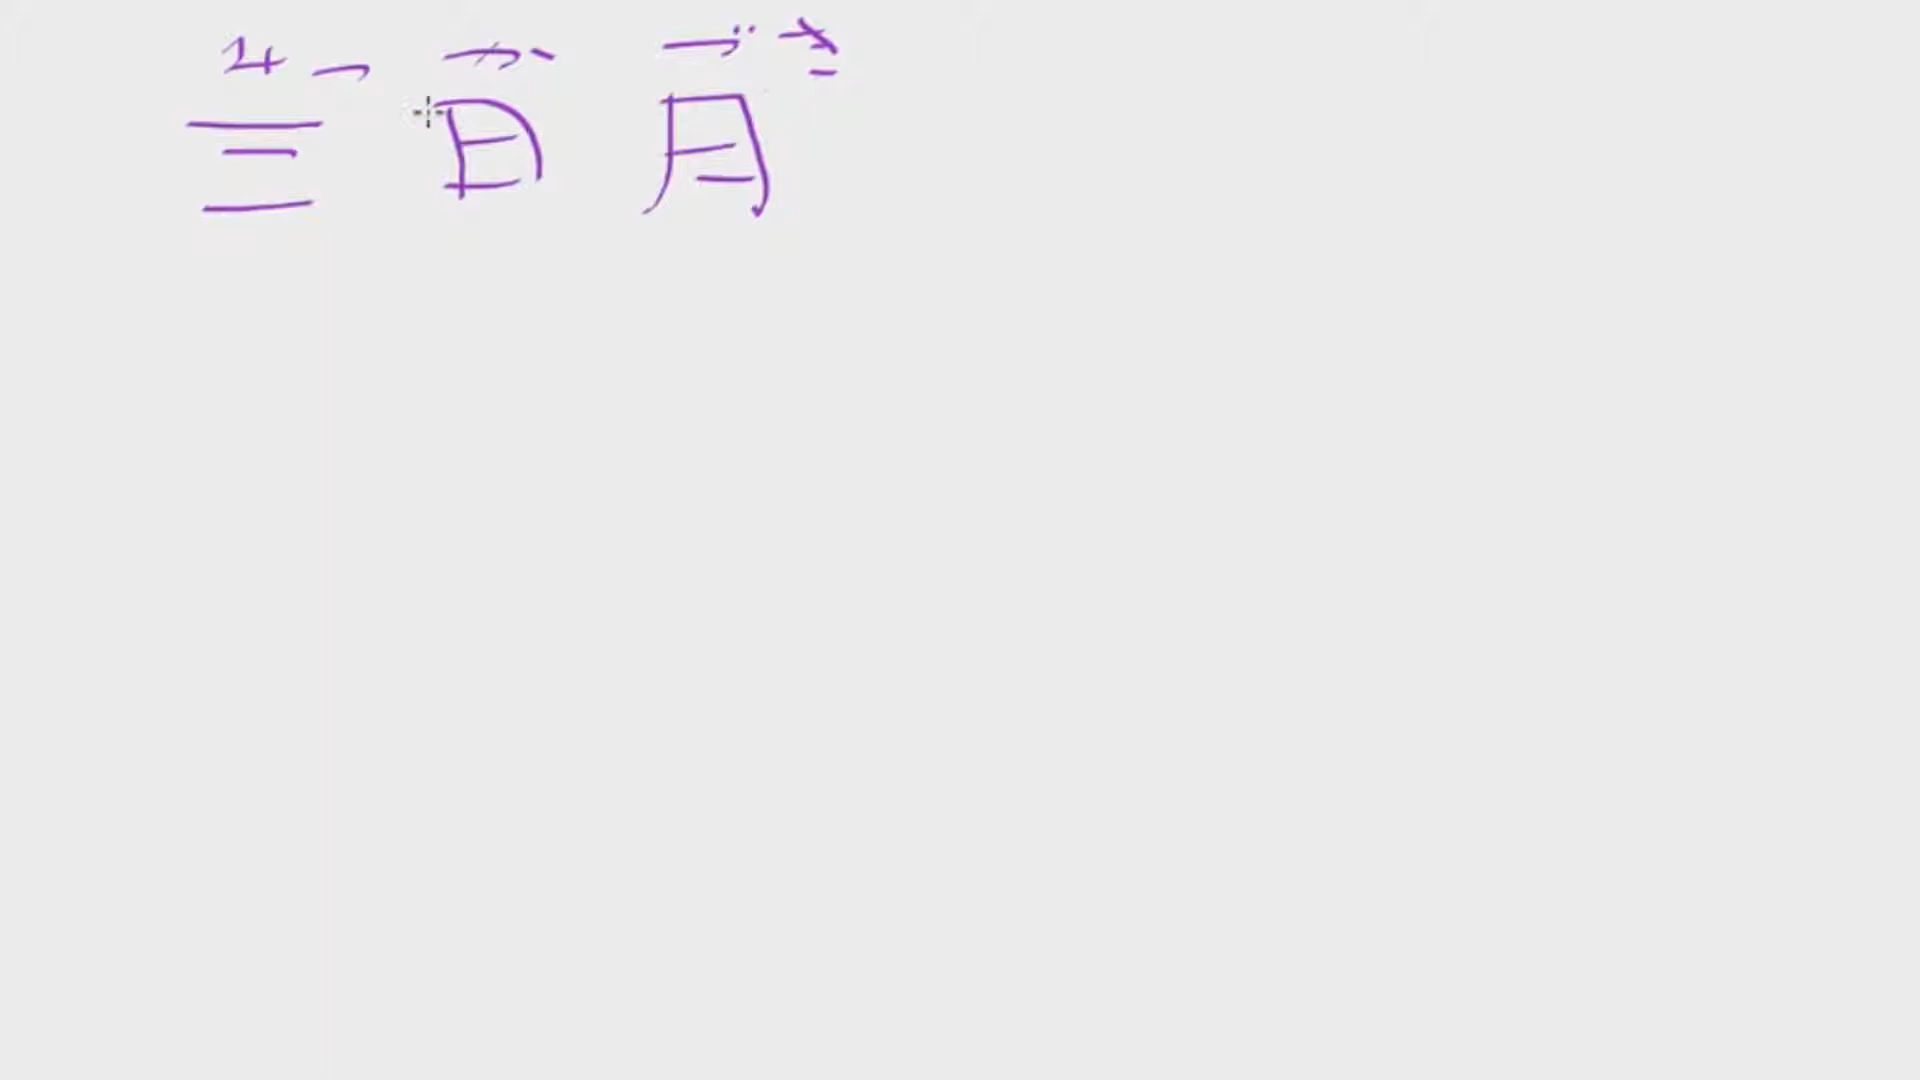 みっ か づき
三 日 月